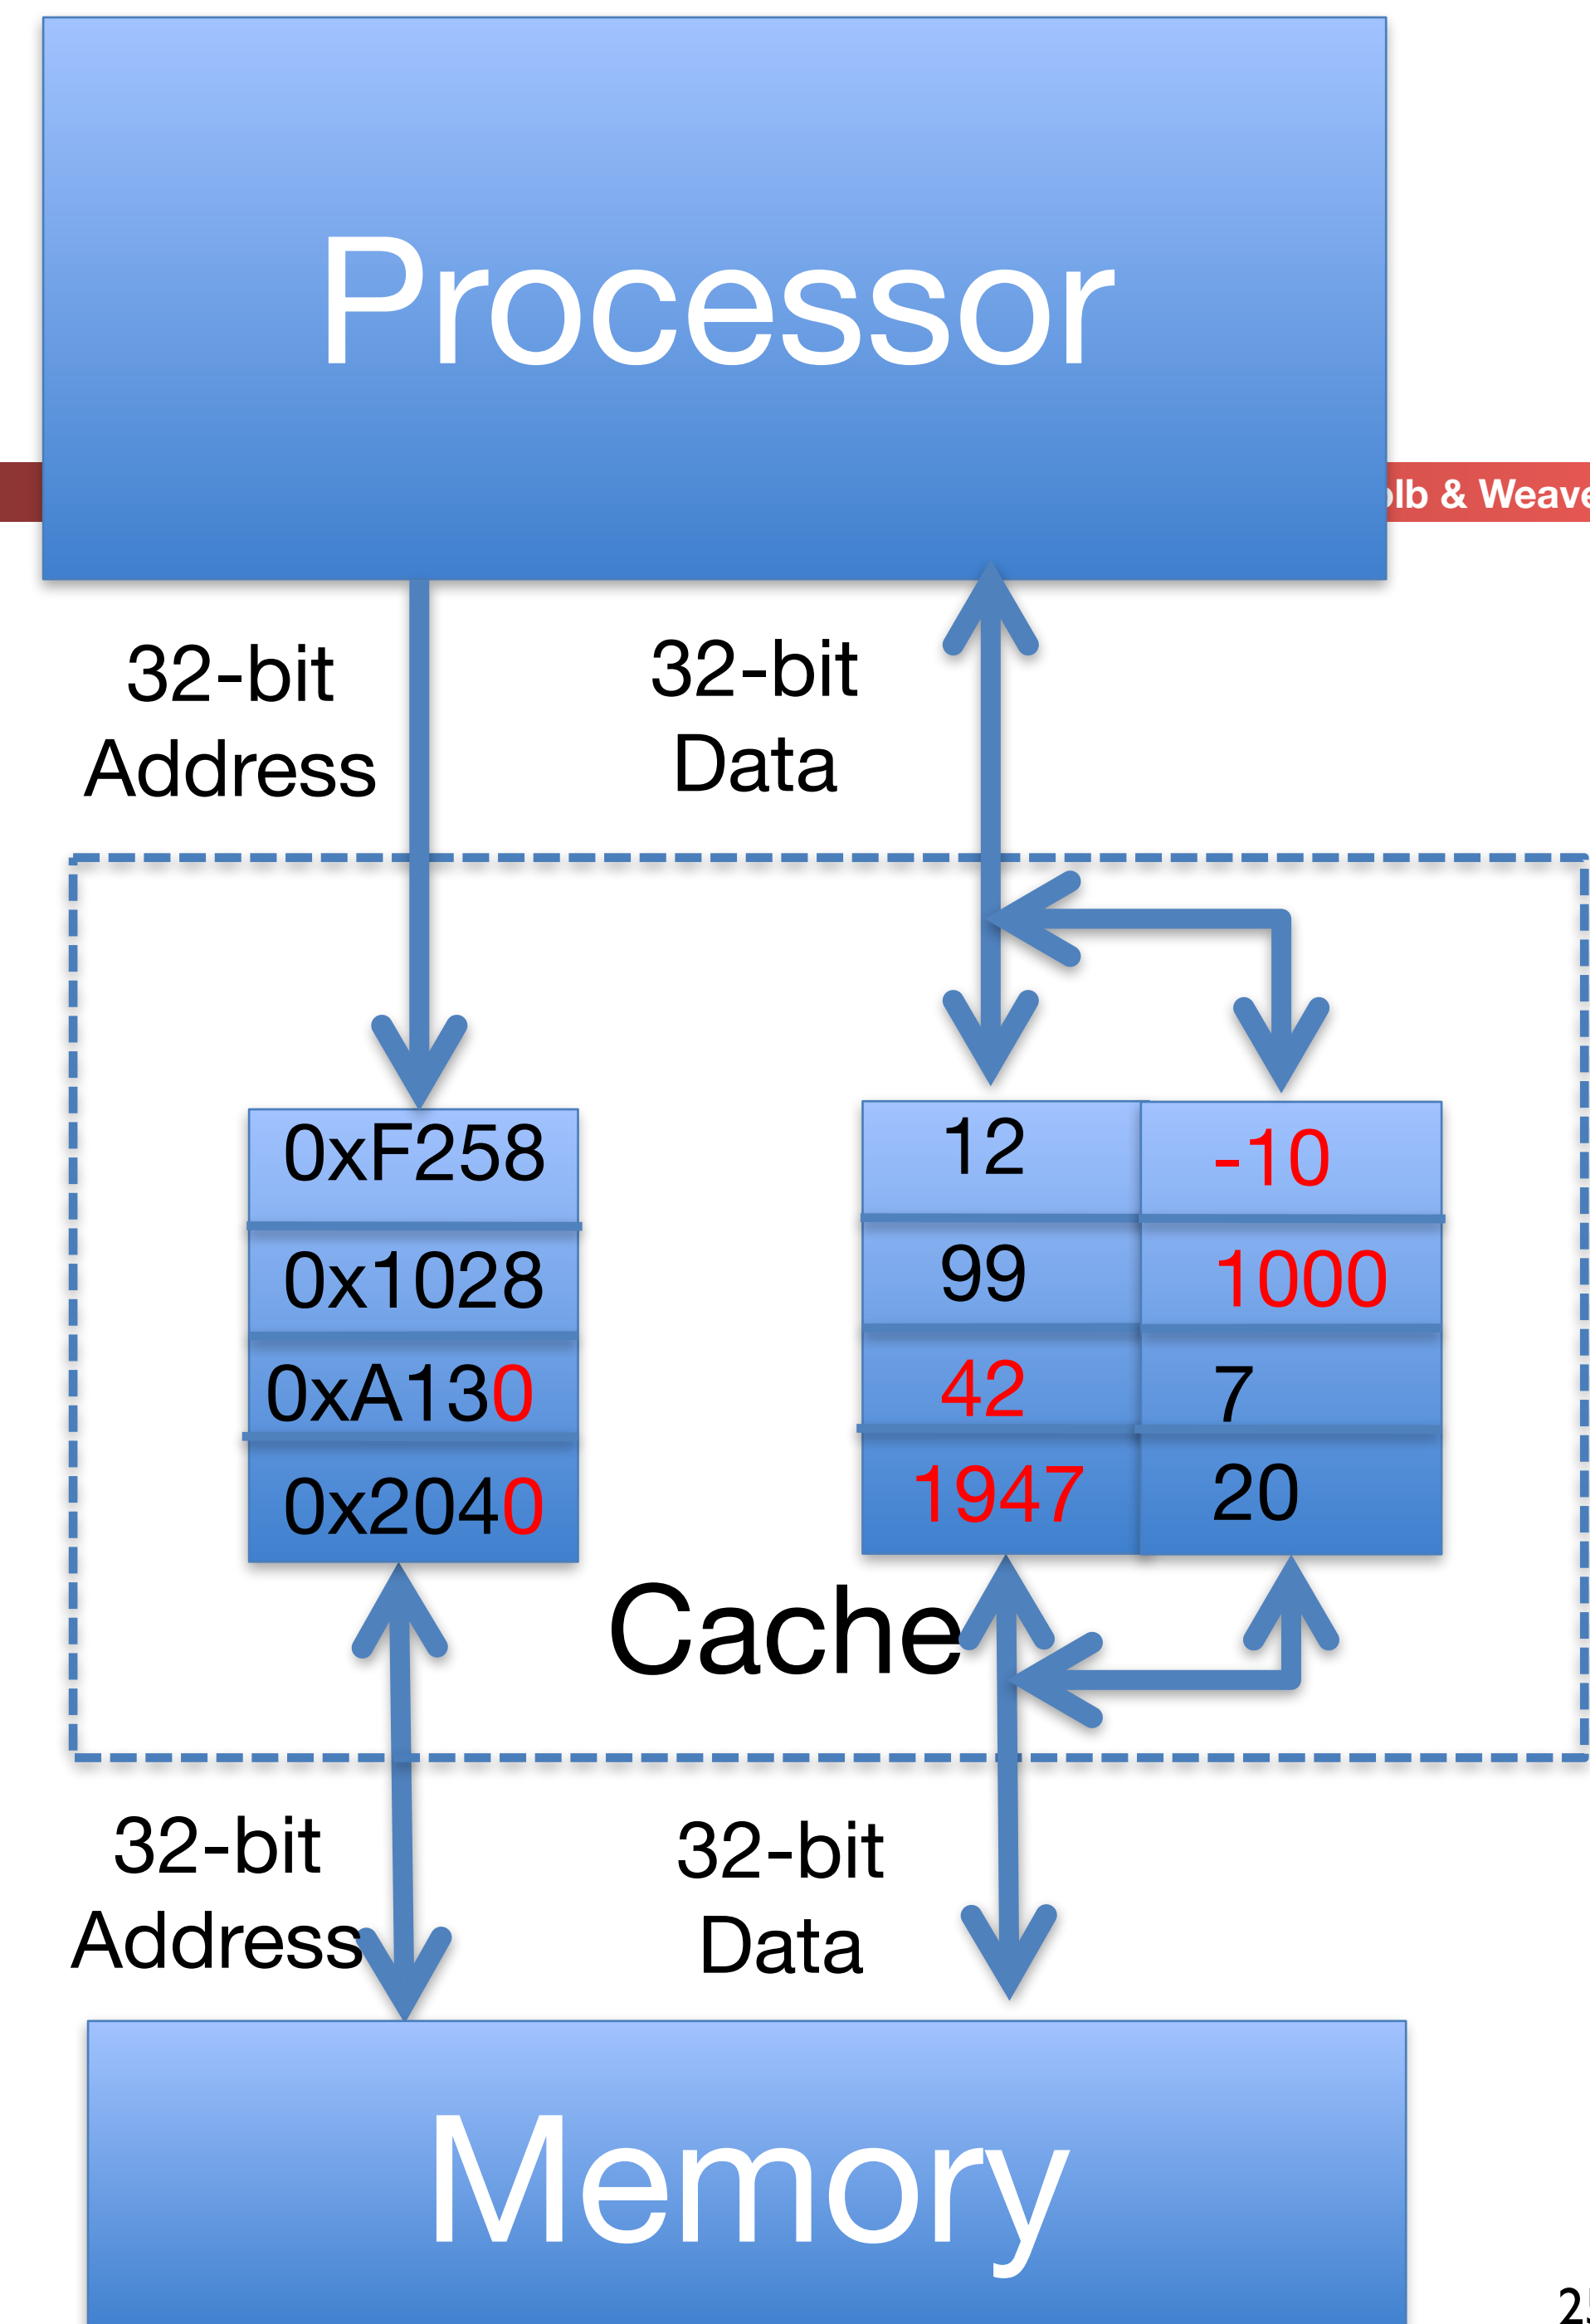 Processor
& Weave
32-bit
Address
32-bit
Data
0xF258
0x1028
0xA130
0x2040
12
-10
99
1000
42
7
1947
20
Cache
32-bit
Address
32-bit
Data
Memory